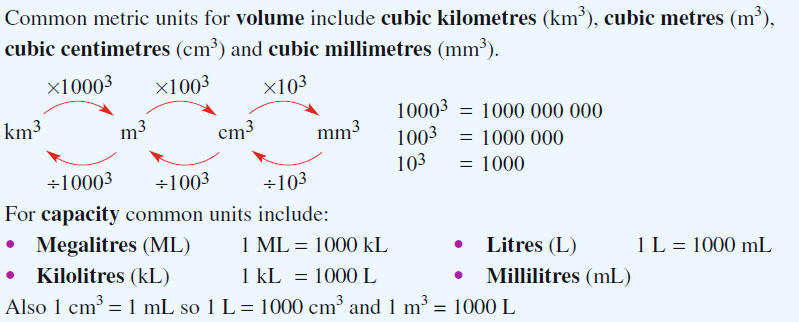 Common metric units for volume include cubic kilometres (km³), cubic metres (m³),
cubic centimetres (cm³) and cubic millimetres (mm³).
×1000³ ×100³ ×10³
km³ m³ cm³ mm³
÷1000³ ÷100³ ÷10³
1000³ = 1000 000 000
100³ = 1000 000
10³ = 1000
For capacity common units include:
• Megalitres (ML) 1 ML = 1000 kL • Litres (L) 1 L = 1000 mL
• Kilolitres (kL) 1 kL = 1000 L • Millilitres (mL)
Also 1 cm³ = 1 mL so 1 L = 1000 cm³ and 1 m³ = 1000 L